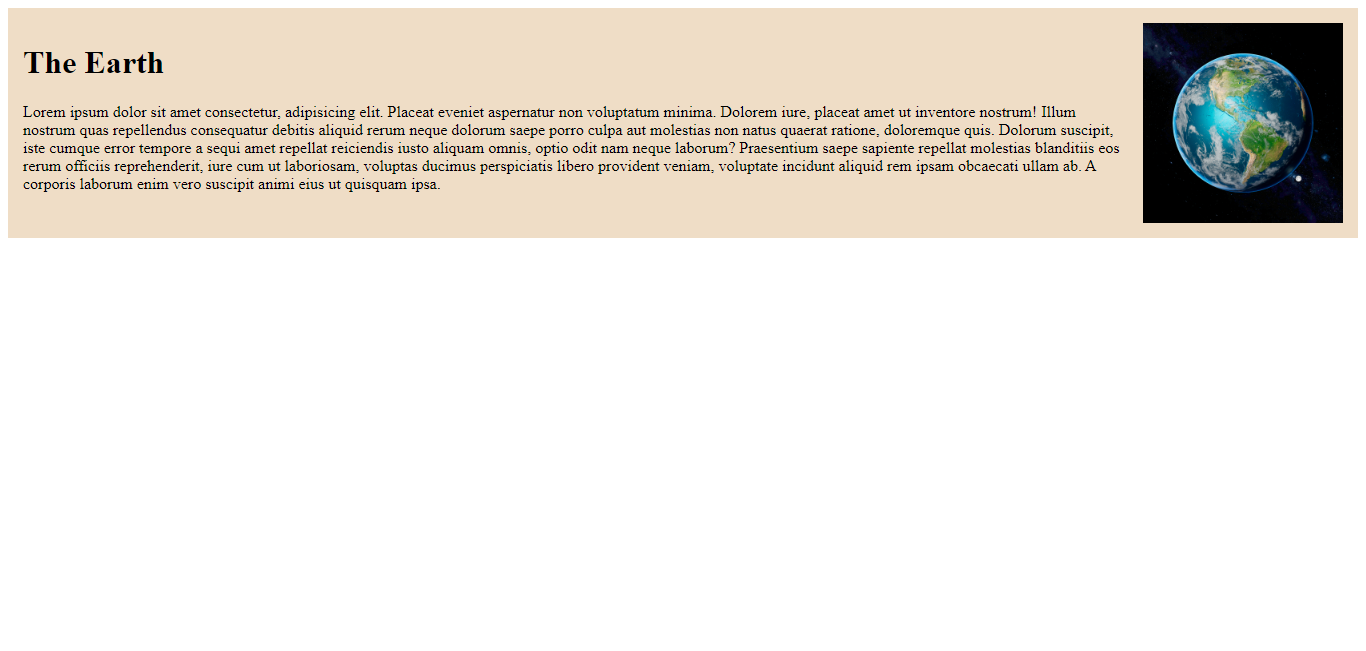 The Earth
Lorem ipsum dolor sit amet consectetur, adipisicing elit. Placeat eveniet aspernatur non voluptatum minima. Dolorem iure, placeat amet ut inventore nostrum! Illum
nostrum quas repellendus consequatur debitis aliquid rerum neque dolorum saepe porro culpa aut molestias non natus quaerat ratione, doloremque quis. Dolorum suscipit,
iste cumque error tempore a sequi amet repellat reiciendis iusto aliquam omnis, optio odit nam neque laborum? Praesentium saepe sapiente repellat molestias blanditiis eos
rerum officiis reprehenderit, iure cum ut laboriosam, voluptas ducimus perspiciatis libero provident veniam, voluptate incidunt aliquid rem ipsam obcaecati ullam ab. A
corporis laborum enim vero suscipit animi eius ut quisquam ipsa.